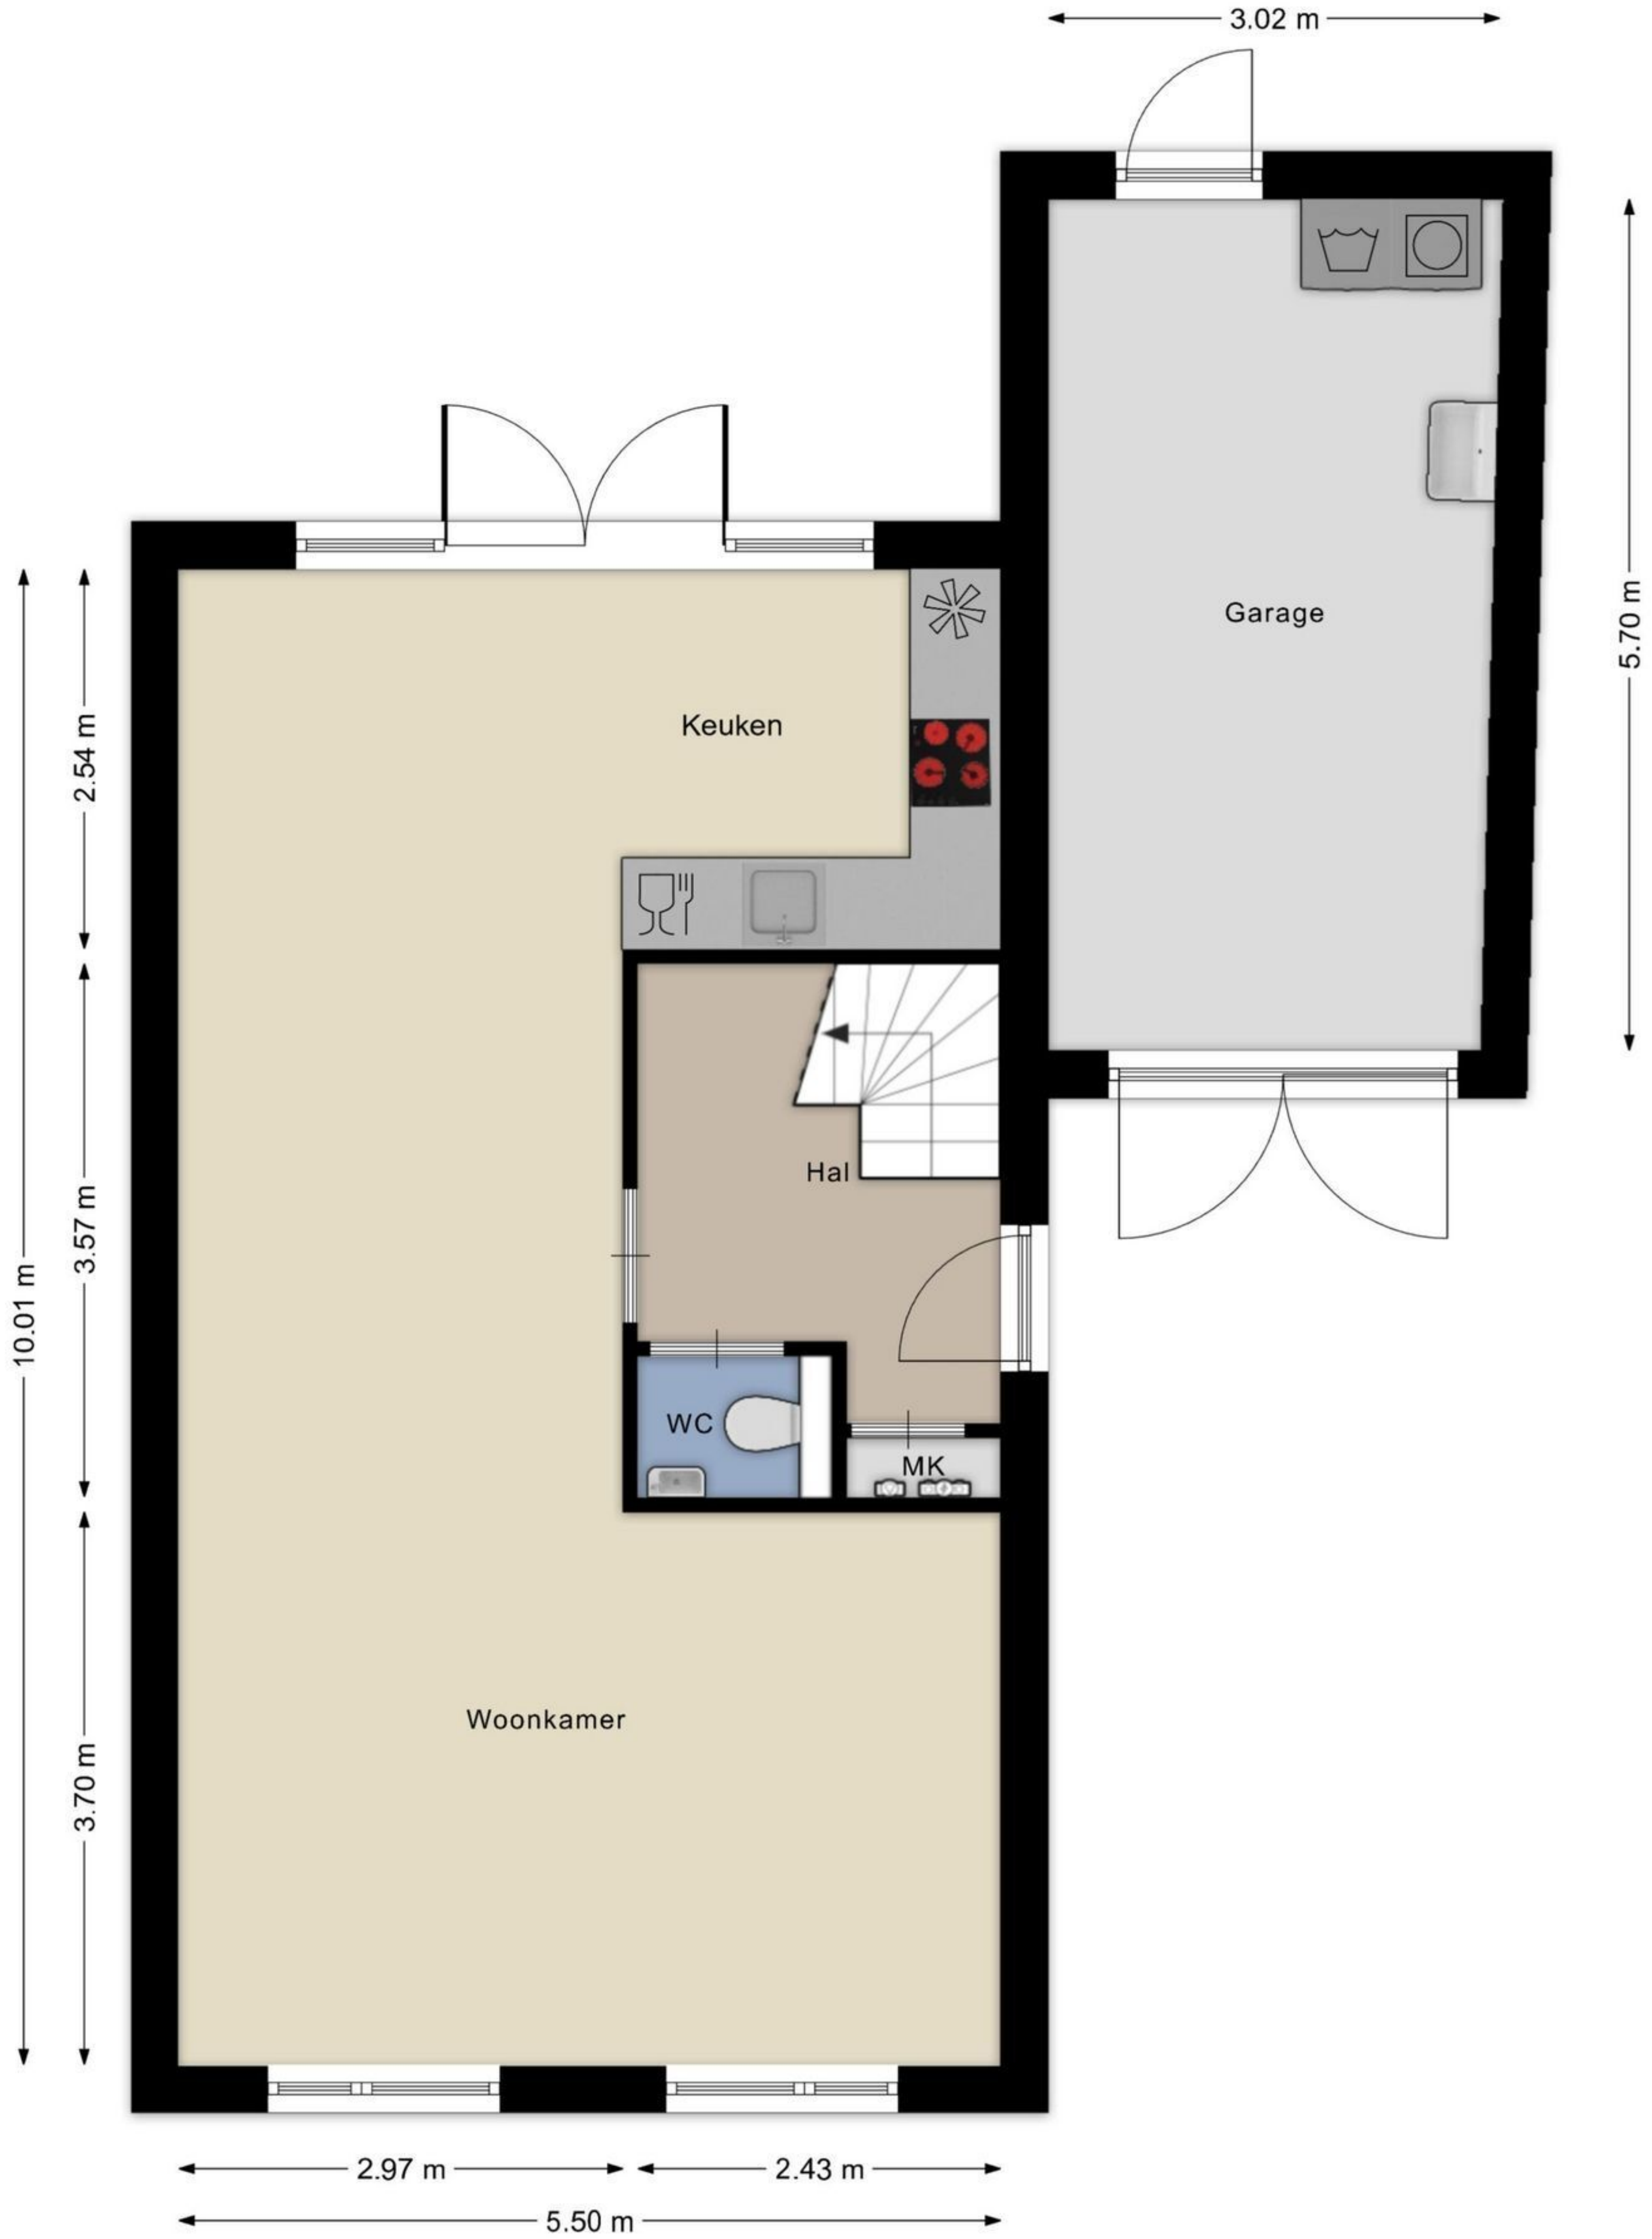 3.02 m
Garage
5.70 m
Keuken
2.54 m
Hal
3.57 m
10.01 m
WC
MK
Woonkamer
3.70 m
2.97 m
2.43 m
5.50 m